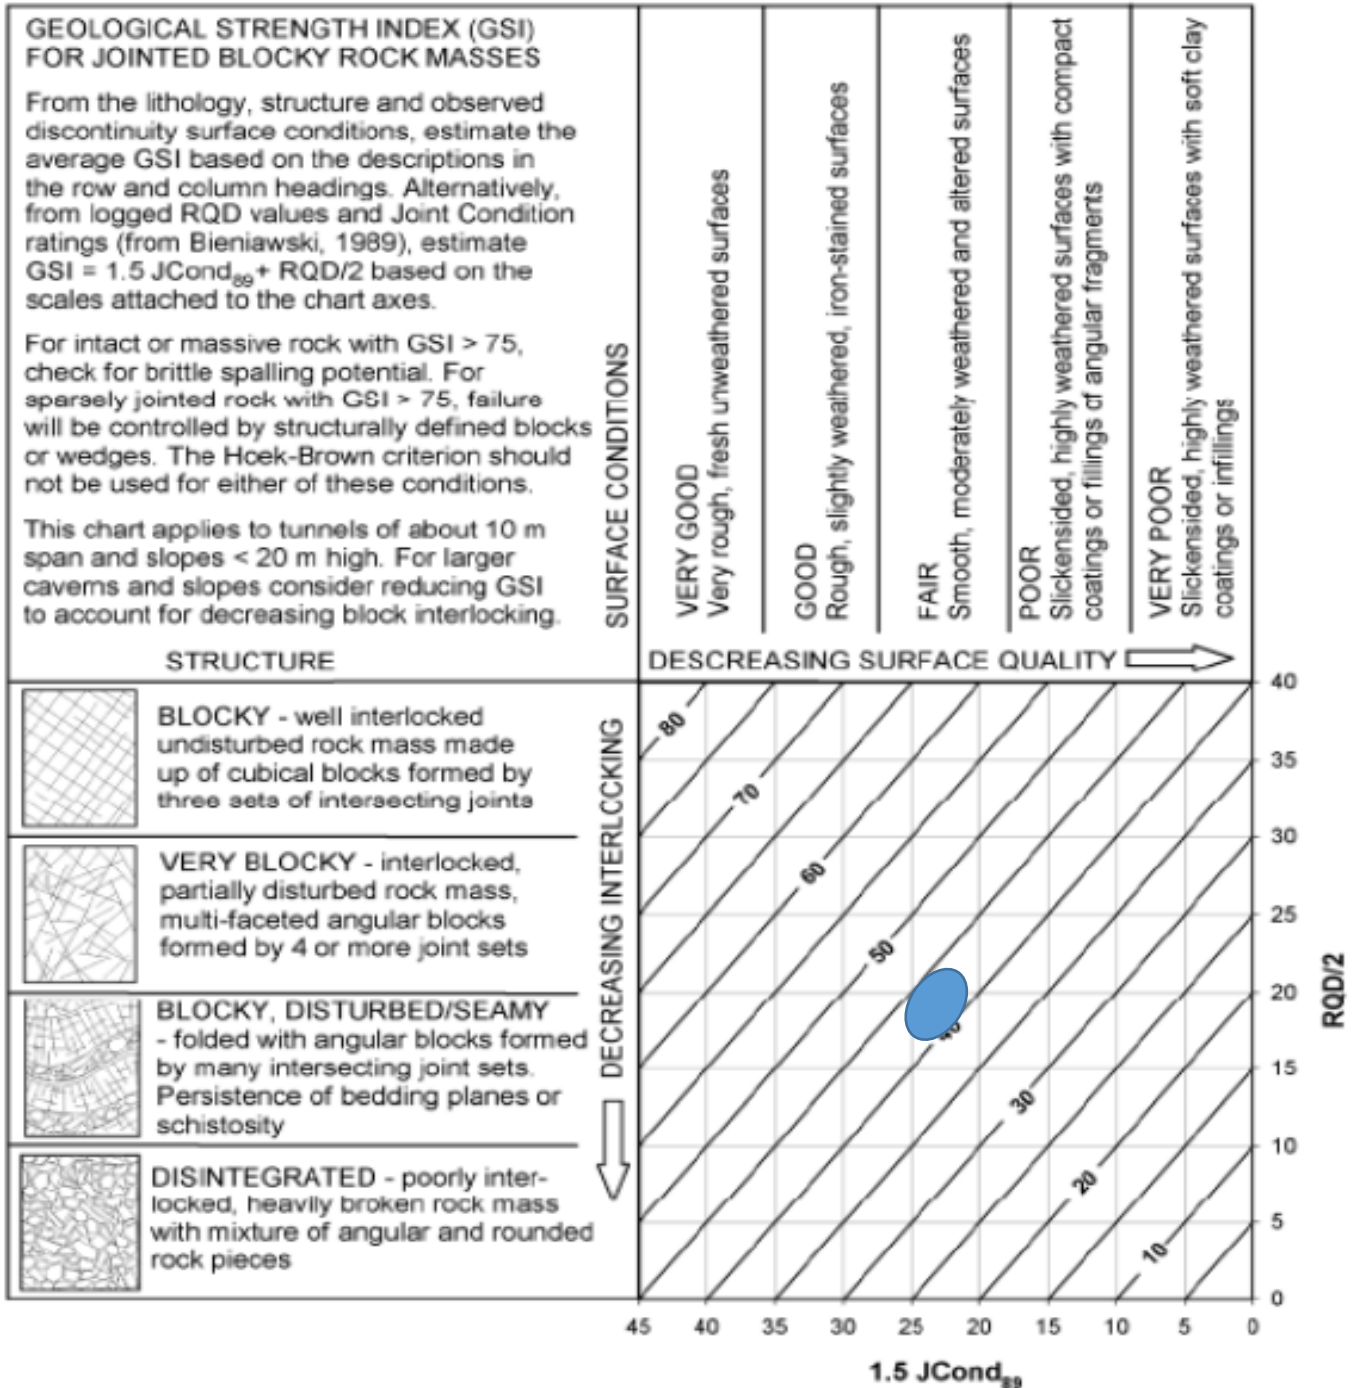 GEOLOGICAL STRENGTH INDEX (GSI)
FOR JOINTED BLOCKY ROCK MASSES
From the lithology, structure and observed
discontinuity surface conditions, estimate the
average GSI based on the descriptions in
the row and column headings. Alternatively,
from logged RQD values and Joint Condition
ratings (from Bieniawski, 1989), estimate
GSI = 1.5 JCond89+ RQD/2 based on the
scales attached to the chart axes.
For intact or massive rock with GSI > 75,
check for brittle spalling potential. For
sparsely jointed rock with GSI > 75, failure
will be controlled by structurally defined blocks
or wedges. The Hoek-Brown criterion should
not be used for either of these conditions.
This chart applies to tunnels of about 10 m
span and slopes < 20 m high. For larger
caverns and slopes consider reducing GSI
to account for decreasing block interlocking.
STRUCTURE
SURFACE CONDITIONS
VERY GOOD
Very rough, fresh unweathered surfaces
GOOD
Rough, slightly weathered, iron-stained surfaces
FAIR
Smooth, moderately weathered and altered surfaces
POOR
Slickensided, highly weathered surfaces with compact
coatings or fillings of angular fragments
VERY POOR
Slickensided, highly weathered surfaces with soft clay
coatings or infillings
DESCREASING SURFACE QUALITY
BLOCKY - well interlocked
undisturbed rock mass made
up of cubical blocks formed by
three sets of intersecting joints
VERY BLOCKY - interlocked,
partially disturbed rock mass,
multi-faceted angular blocks
formed by 4 or more joint sets
BLOCKY, DISTURBED/SEAMY
- folded with angular blocks formed
by many intersecting joint sets.
Persistence of bedding planes or
schistosity
DISINTEGRATED - poorly inter-
locked, heavily broken rock mass
with mixture of angular and rounded
rock pieces
DECREASING INTERLCCKING
80
70
60
50
30
20
10
40
35
30
25
20
15
10
5
0
RQD/2
45 40 35 30 25 20 15 10 5 0
1.5 JCond89